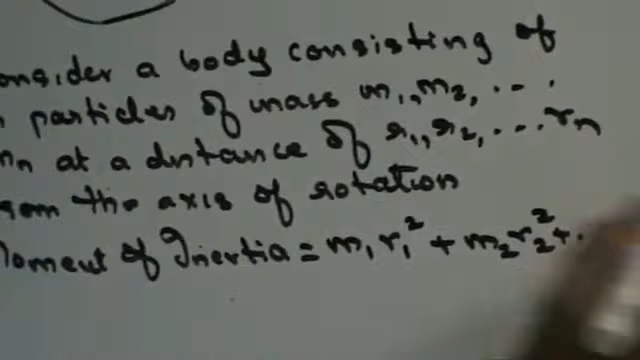 onsider a body consisting of
n particles of mass m₁, m₂, ...
mn at a distance of r₁, r₂, ... rn
rom the axis of rotation
Moment of Inertia = m₁r₁² + m₂r₂² + .